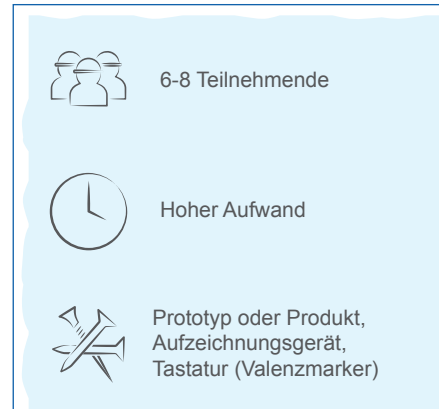 6-8 Teilnehmende
Hoher Aufwand
Prototyp oder Produkt,
Aufzeichnungsgerät,
Tastatur (Valenzmarker)